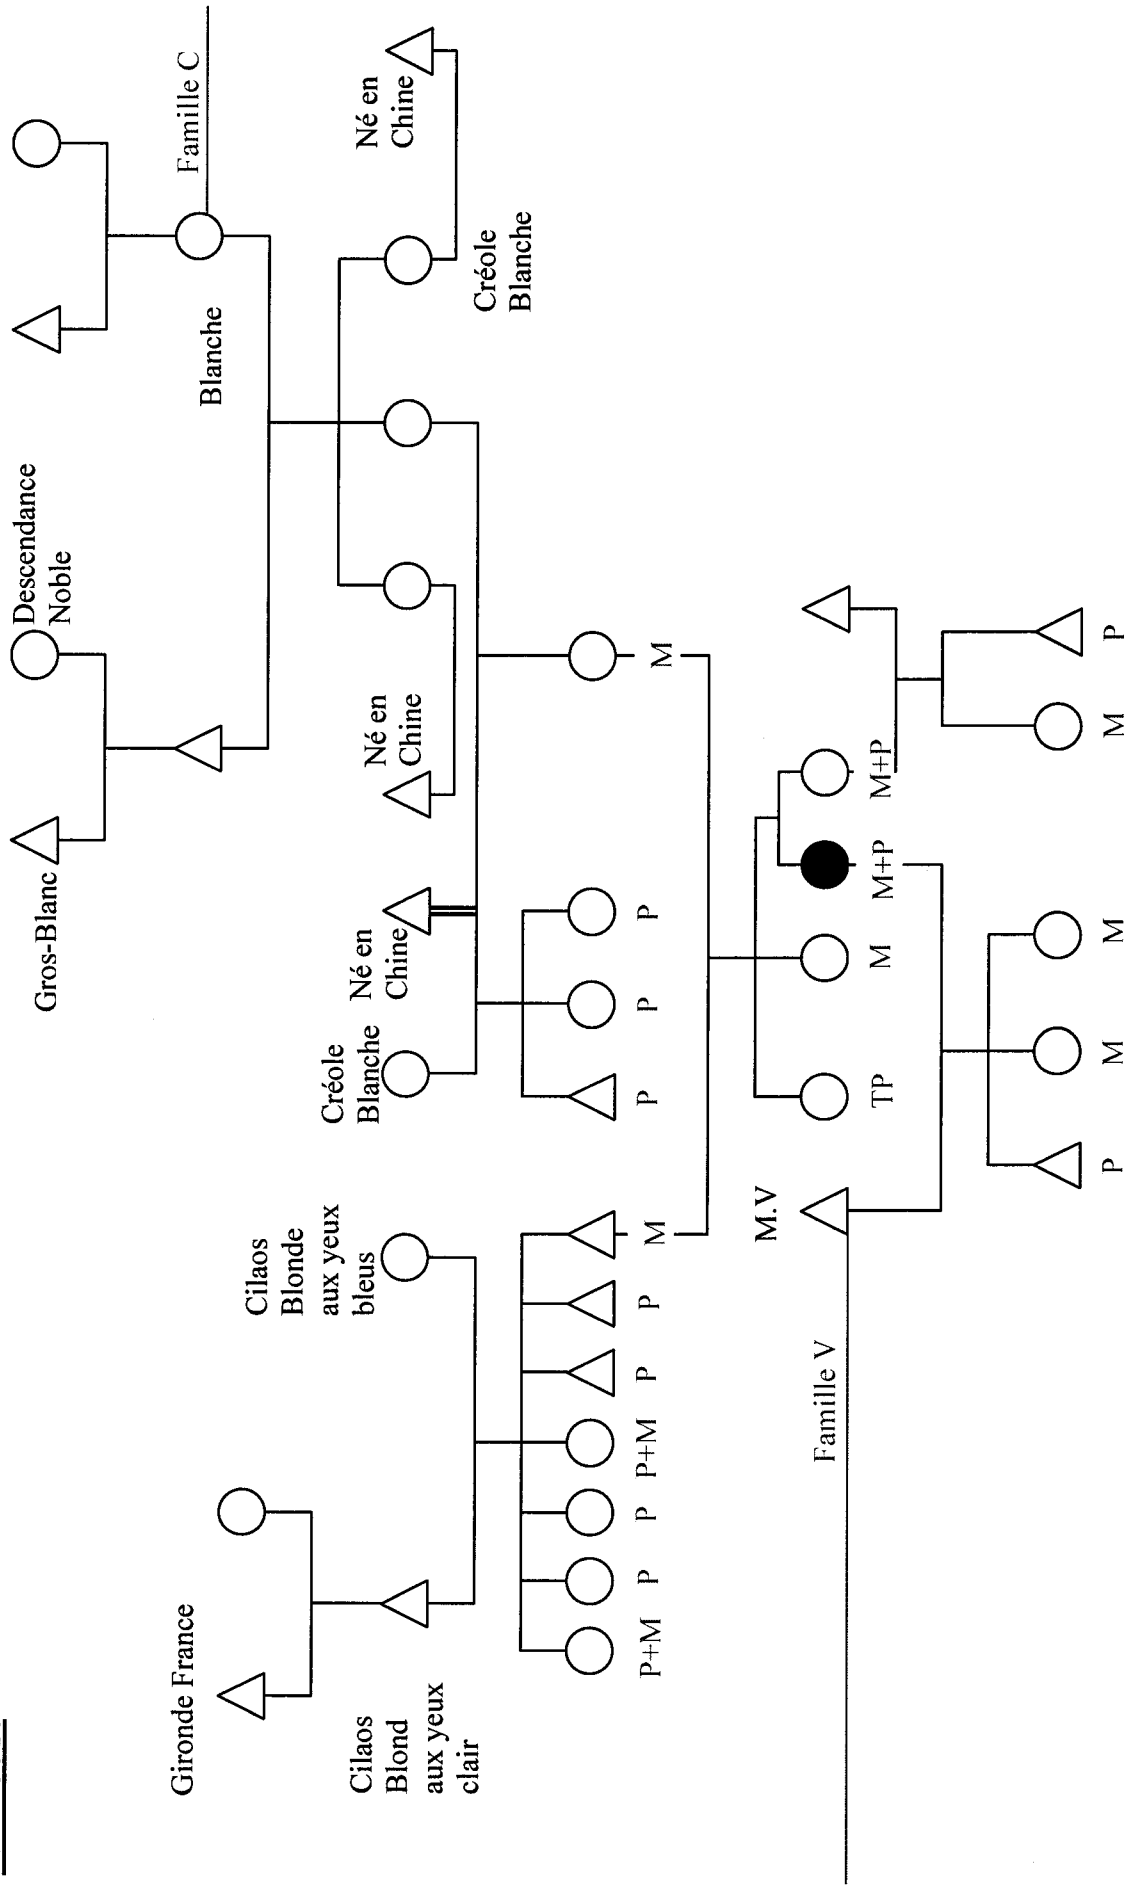 Descendance
Noble
Gros-Blanc
Blanche
Famille C
Gironde France
Cilaos
Blonde
aux yeux
bleus
Cilaos
Blond
aux yeux
clair
Créole
Blanche
Né en
Chine
Né en
Chine
Né en
Chine
Créole
Blanche
P+M
P
P
P+M
P
P
M
P
P
P
M
M.V
Famille V
TP
M
M+P
M+P
P
M
M
M
P